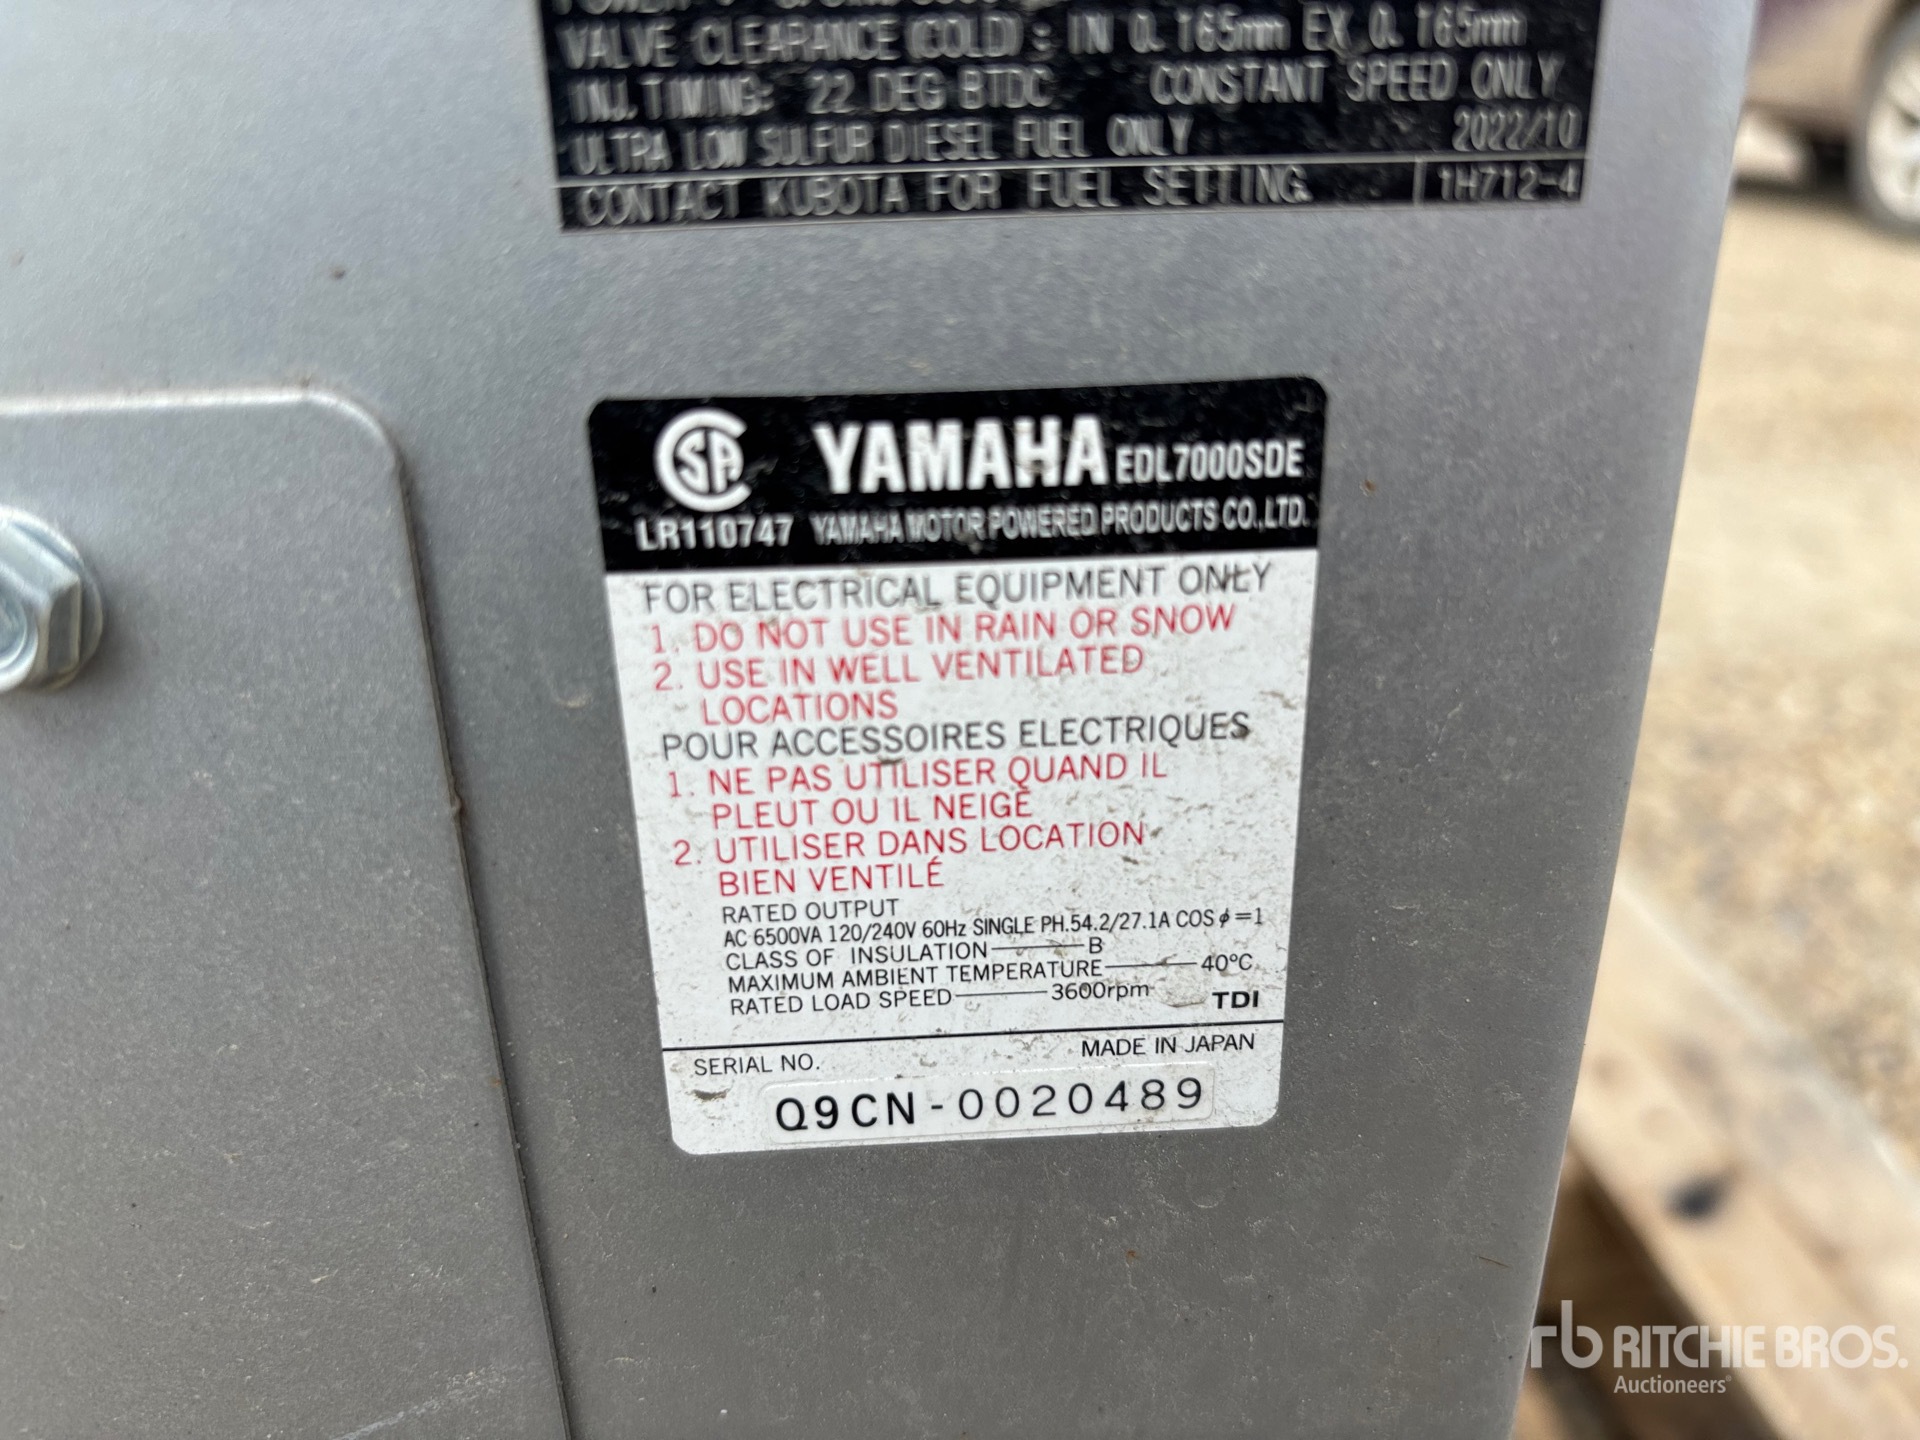 POWER
VALVE CLEARANCE (COLD) : IN 0.165mm EX 0.165mm
INJ. TIMING: 22 DEG BTDC CONSTANT SPEED ONLY
ULTRA LOW SULFUR DIESEL FUEL ONLY 2022/10
CONTACT KUBOTA FOR FUEL SETTING. 1H712-4
SA YAMAHA EDL7000SDE
LR110747 YAMAHA MOTOR POWERED PRODUCTS CO.,LTD.
FOR ELECTRICAL EQUIPMENT ONLY
1. DO NOT USE IN RAIN OR SNOW
2. USE IN WELL VENTILATED
LOCATIONS
POUR ACCESSOIRES ELECTRIQUES
1. NE PAS UTILISER QUAND IL
PLEUT OU IL NEIGE
2. UTILISER DANS LOCATION
BIEN VENTILÉ
RATED OUTPUT
AC 6500VA 120/240V 60Hz SINGLE PH.54.2/27.1A COS ϕ=1
CLASS OF INSULATION B
MAXIMUM AMBIENT TEMPERATURE 40°C
RATED LOAD SPEED 3600rpm TDI
SERIAL NO. MADE IN JAPAN
Q9CN-0020489
rb RITCHIE BROS.
Auctioneers